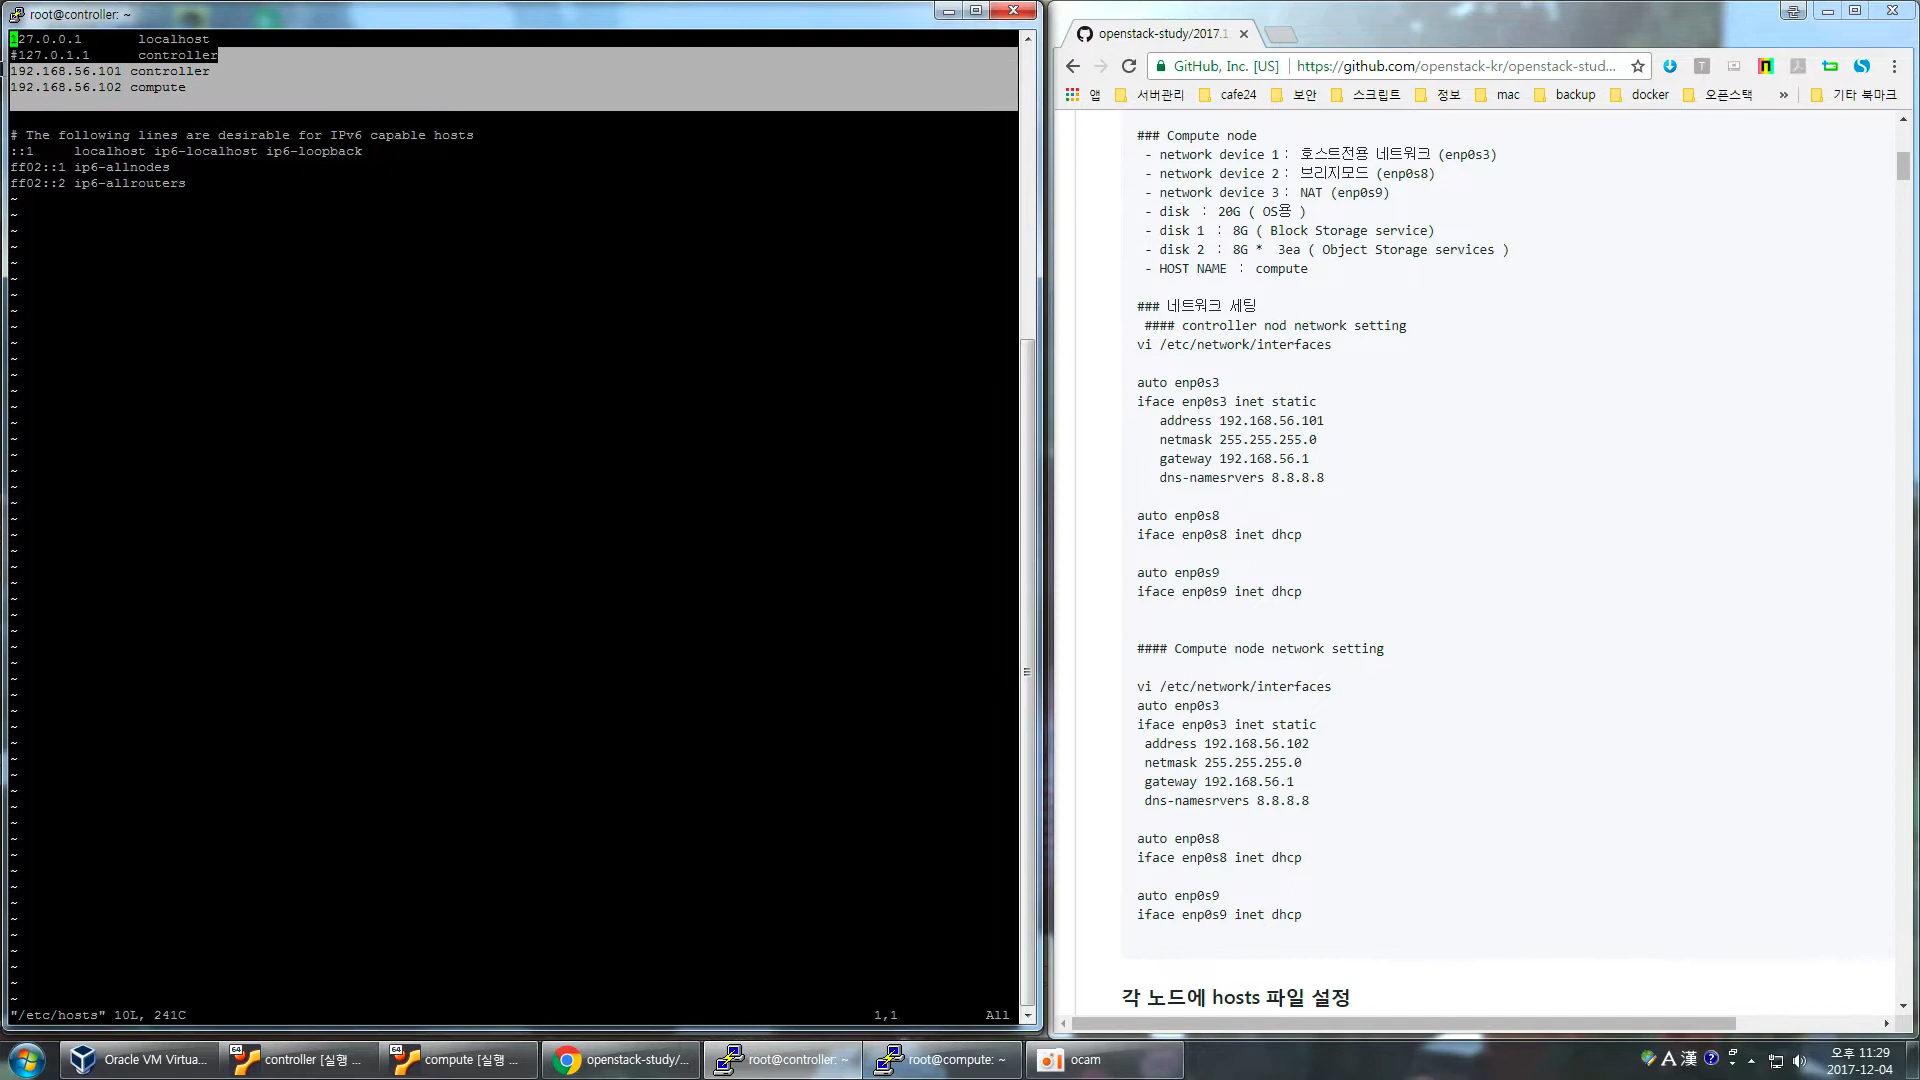 root@controller: ~
127.0.0.1       localhost
#127.0.1.1      controller
192.168.56.101 controller
192.168.56.102 compute
# The following lines are desirable for IPv6 capable hosts
::1     localhost ip6-localhost ip6-loopback
ff02::1 ip6-allnodes
ff02::2 ip6-allrouters
"/etc/hosts" 10L, 241C
1,1
All
openstack-study/2017.1
GitHub, Inc. [US]
https://github.com/openstack-kr/openstack-stud...
앱
서버관리
cafe24
보안
스크립트
정보
mac
backup
docker
오픈스택
»
기타 북마크
### Compute node
- network device 1 : 호스트전용 네트워크 (enp0s3)
- network device 2 : 브리지모드 (enp0s8)
- network device 3 : NAT (enp0s9)
- disk : 20G ( OS용 )
- disk 1 : 8G ( Block Storage service)
- disk 2 : 8G * 3ea ( Object Storage services )
- HOST NAME : compute
### 네트워크 세팅
#### controller nod network setting
vi /etc/network/interfaces
auto enp0s3
iface enp0s3 inet static
address 192.168.56.101
netmask 255.255.255.0
gateway 192.168.56.1
dns-namesrvers 8.8.8.8
auto enp0s8
iface enp0s8 inet dhcp
auto enp0s9
iface enp0s9 inet dhcp
#### Compute node network setting
vi /etc/network/interfaces
auto enp0s3
iface enp0s3 inet static
address 192.168.56.102
netmask 255.255.255.0
gateway 192.168.56.1
dns-namesrvers 8.8.8.8
auto enp0s8
iface enp0s8 inet dhcp
auto enp0s9
iface enp0s9 inet dhcp
각 노드에 hosts 파일 설정
Oracle VM Virtua...
controller [실행 ...
compute [실행 ...
openstack-study/...
root@controller: ~
root@compute: ~
ocam
A 漢
오후 11:29
2017-12-04